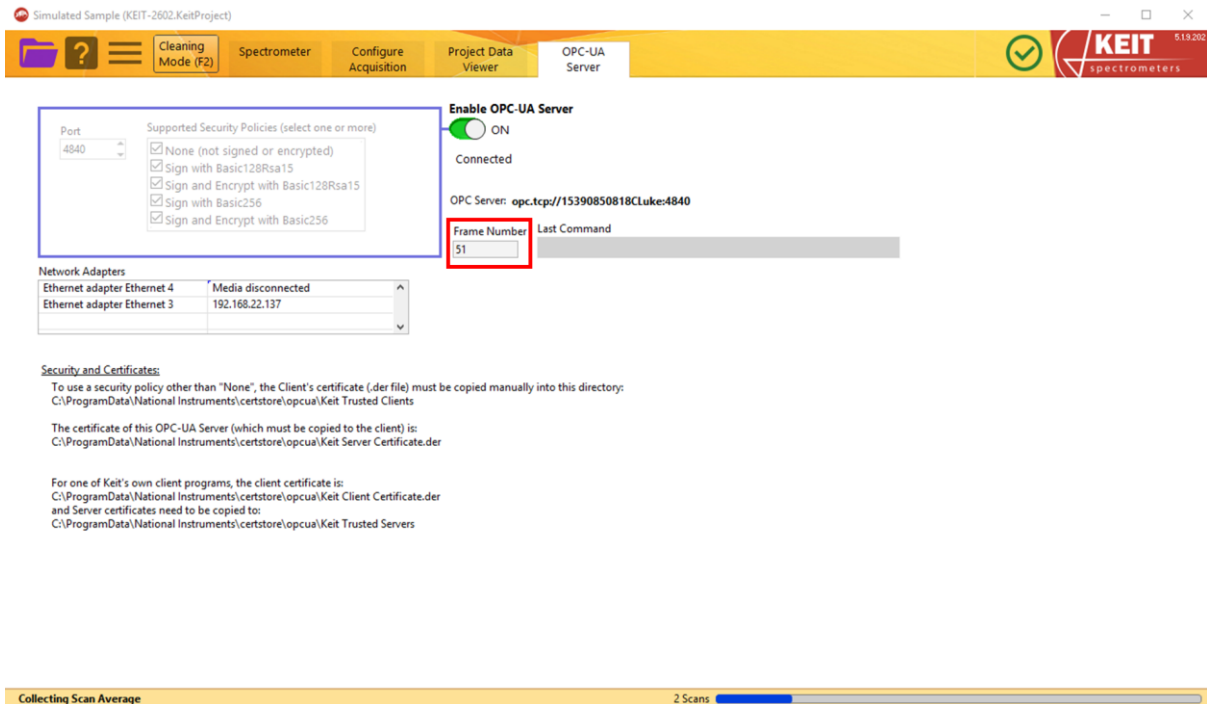 Simulated Sample (KEIT-2602.KeitProject)
Cleaning
Mode (F2)
Spectrometer
Configure
Acquisition
Project Data
Viewer
OPC-UA
Server
KEIT
spectrometers
5.1.9.202
Port
4840
Supported Security Policies (select one or more)
None (not signed or encrypted)
Sign with Basic128Rsa15
Sign and Encrypt with Basic128Rsa15
Sign with Basic256
Sign and Encrypt with Basic256
Enable OPC-UA Server
ON
Connected
OPC Server: opc.tcp://15390850818CLuke:4840
Frame Number
51
Last Command
Network Adapters
Ethernet adapter Ethernet 4 Media disconnected
Ethernet adapter Ethernet 3 192.168.22.137
Security and Certificates:
To use a security policy other than "None", the Client's certificate (.der file) must be copied manually into this directory:
C:\ProgramData\National Instruments\certstore\opcua\Keit Trusted Clients
The certificate of this OPC-UA Server (which must be copied to the client) is:
C:\ProgramData\National Instruments\certstore\opcua\Keit Server Certificate.der
For one of Keit's own client programs, the client certificate is:
C:\ProgramData\National Instruments\certstore\opcua\Keit Client Certificate.der
and Server certificates need to be copied to:
C:\ProgramData\National Instruments\certstore\opcua\Keit Trusted Servers
Collecting Scan Average
2 Scans